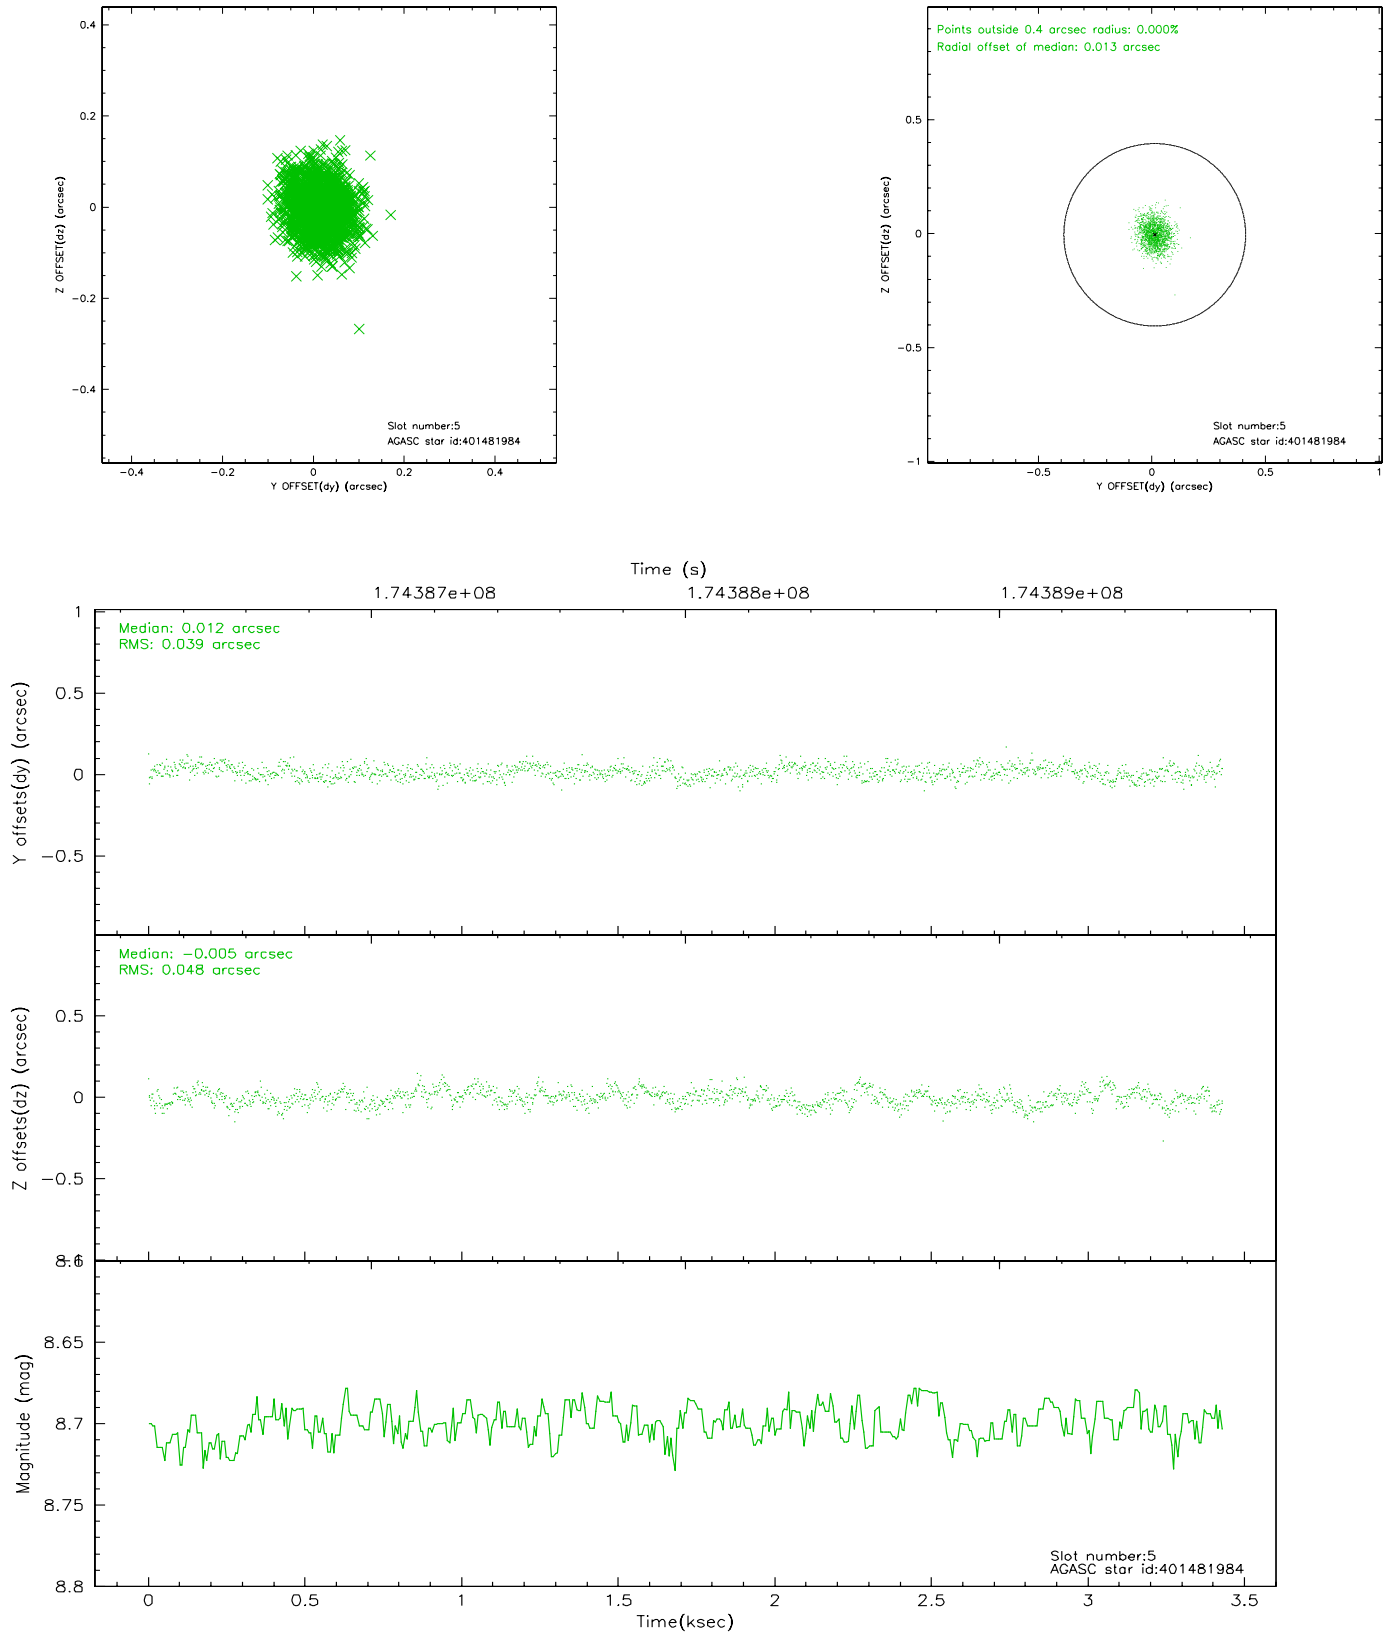 0.4
0.2
0
−0.2
−0.4
Z OFFSET(dz) (arcsec)
Slot number:5
AGASC star id:401481984
−0.4 −0.2 0 0.2 0.4
Y OFFSET(dy) (arcsec)
Points outside 0.4 arcsec radius: 0.000%
Radial offset of median: 0.013 arcsec
0.5
0
−0.5
−1
Z OFFSET(dz) (arcsec)
Slot number:5
AGASC star id:401481984
−0.5 0 0.5 1
Y OFFSET(dy) (arcsec)
Time (s)
1.74387e+08 1.74388e+08 1.74389e+08
1
0.5
0
−0.5
Y offsets(dy) (arcsec)
Median: 0.012 arcsec
RMS: 0.039 arcsec
0.5
0
−0.5
Z offsets(dz) (arcsec)
Median: −0.005 arcsec
RMS: 0.048 arcsec
8.65
8.7
8.75
8.8
Magnitude (mag)
Slot number:5
AGASC star id:401481984
0 0.5 1 1.5 2 2.5 3 3.5
Time(ksec)